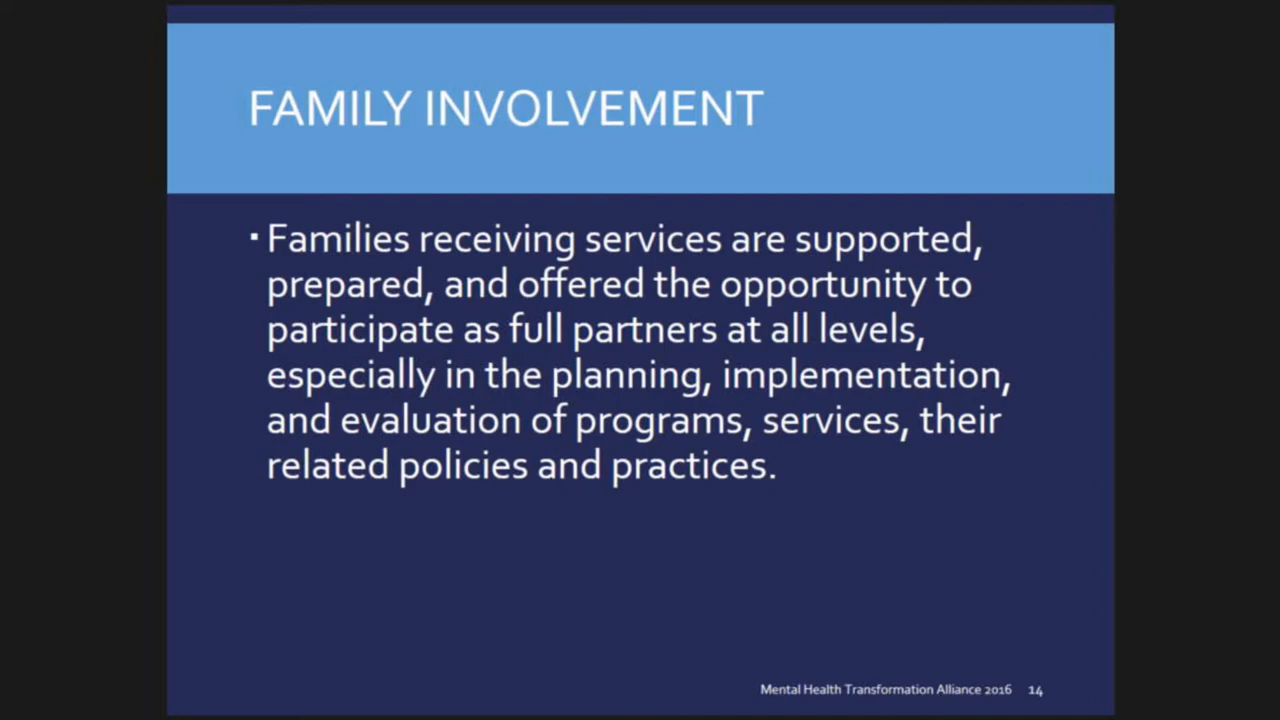 FAMILY INVOLVEMENT
▪ Families receiving services are supported,
prepared, and offered the opportunity to
participate as full partners at all levels,
especially in the planning, implementation,
and evaluation of programs, services, their
related policies and practices.
Mental Health Transformation Alliance 2016 14